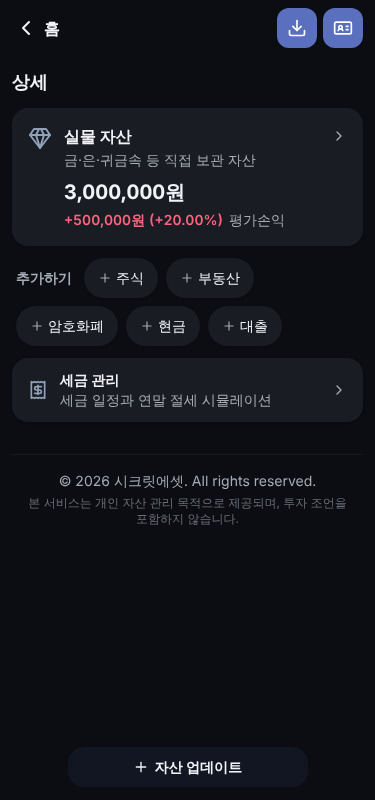 홈
상세
실물 자산
금·은·귀금속 등 직접 보관 자산
3,000,000원
+500,000원 (+20.00%) 평가손익
추가하기 + 주식 + 부동산
+ 암호화폐 + 현금 + 대출
세금 관리
세금 일정과 연말 절세 시뮬레이션
© 2026 시크릿에셋. All rights reserved.
본 서비스는 개인 자산 관리 목적으로 제공되며, 투자 조언을
포함하지 않습니다.
+ 자산 업데이트